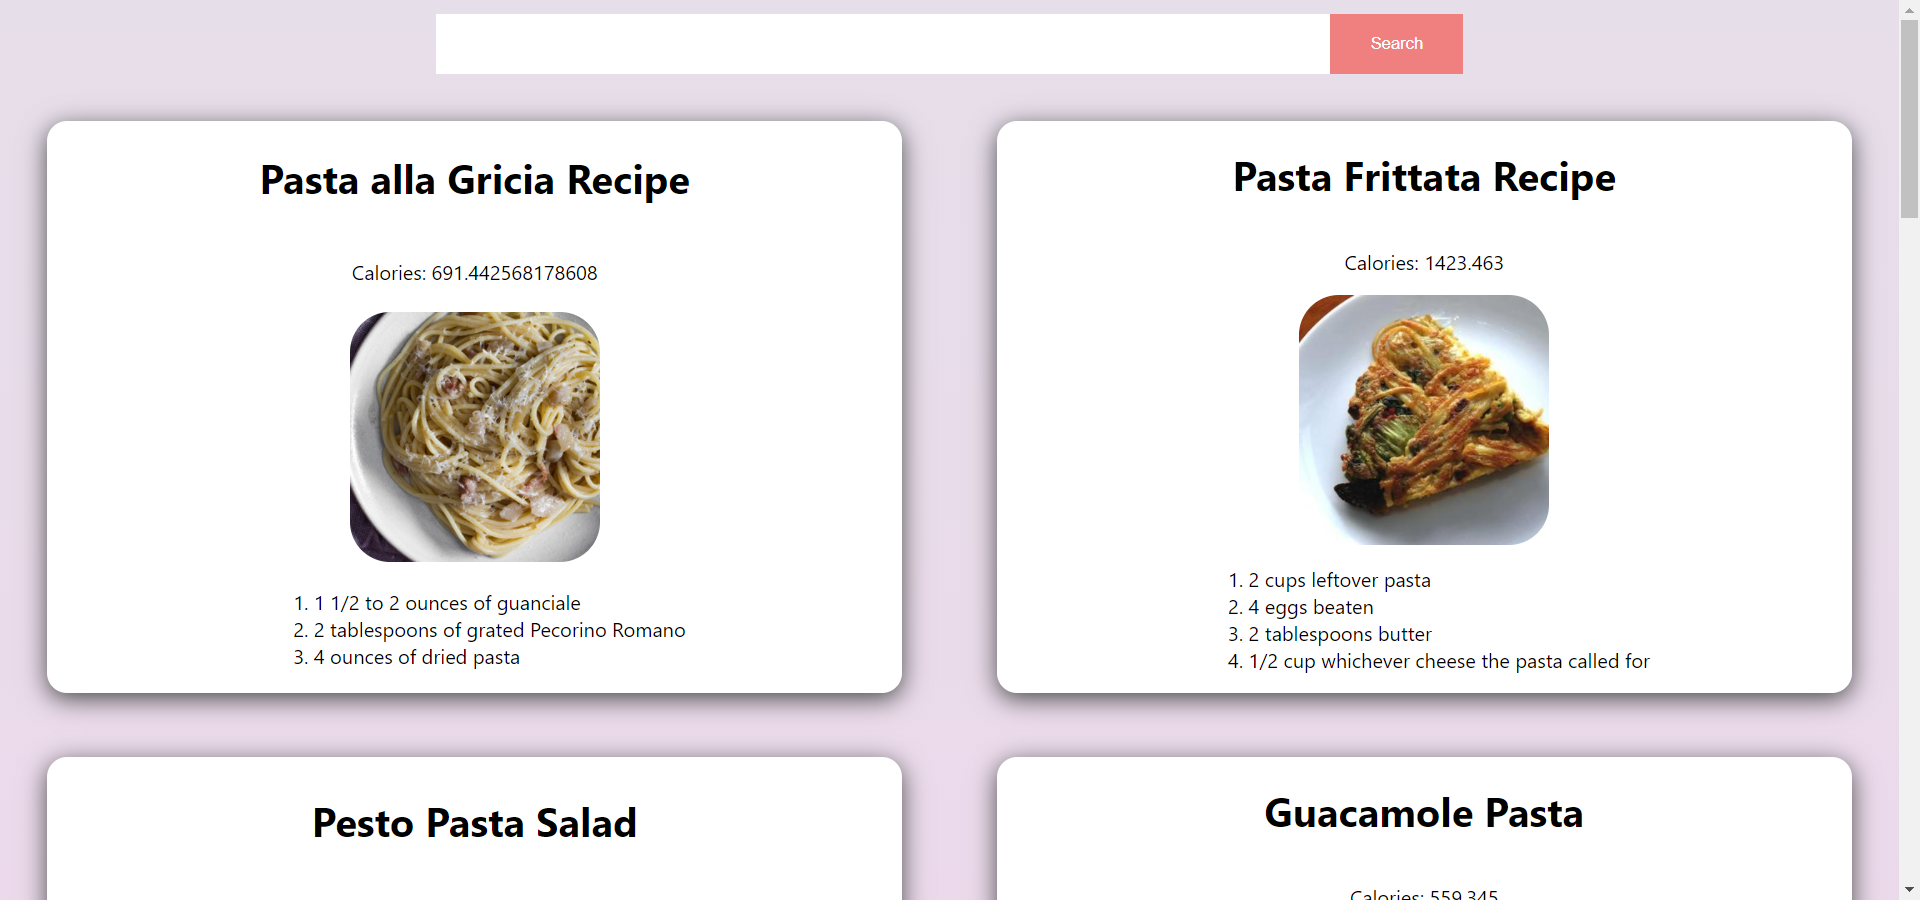 Search
Pasta alla Gricia Recipe
Calories: 691.442568178608
1. 1 1/2 to 2 ounces of guanciale
2. 2 tablespoons of grated Pecorino Romano
3. 4 ounces of dried pasta
Pasta Frittata Recipe
Calories: 1423.463
1. 2 cups leftover pasta
2. 4 eggs beaten
3. 2 tablespoons butter
4. 1/2 cup whichever cheese the pasta called for
Pesto Pasta Salad
Guacamole Pasta
Calories: 559.345